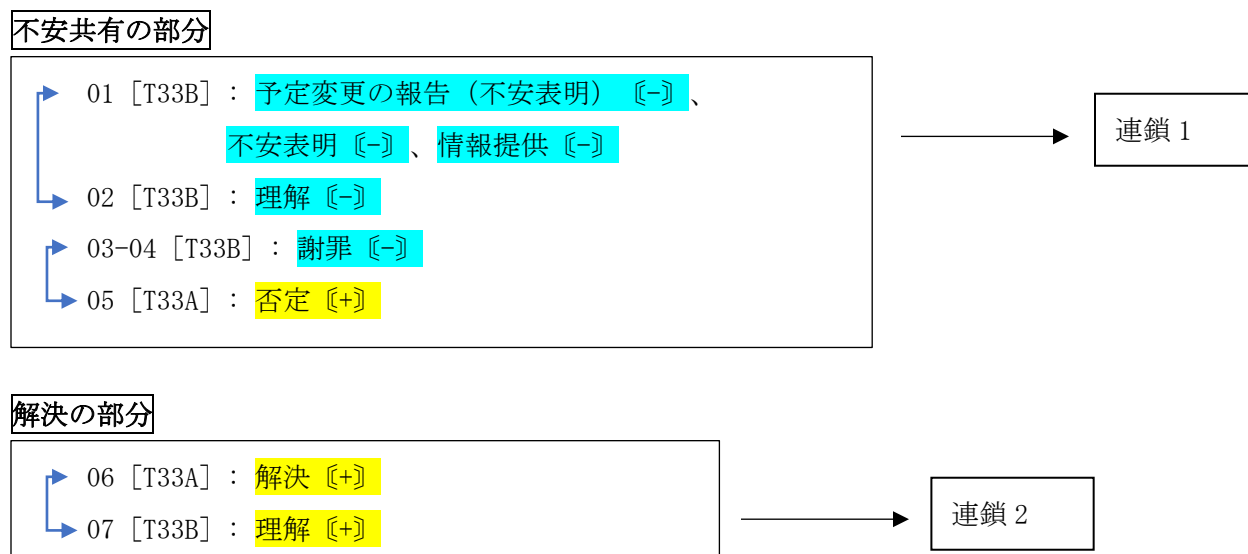 不安共有の部分
01［T33B］：予定変更の報告（不安表明）〔-〕、
不安表明〔-〕、情報提供〔-〕
連鎖1
02［T33B］：理解〔-〕
03-04［T33B］：謝罪〔-〕
05［T33A］：否定〔+〕
解決の部分
06［T33A］：解決〔+〕
07［T33B］：理解〔+〕
連鎖2